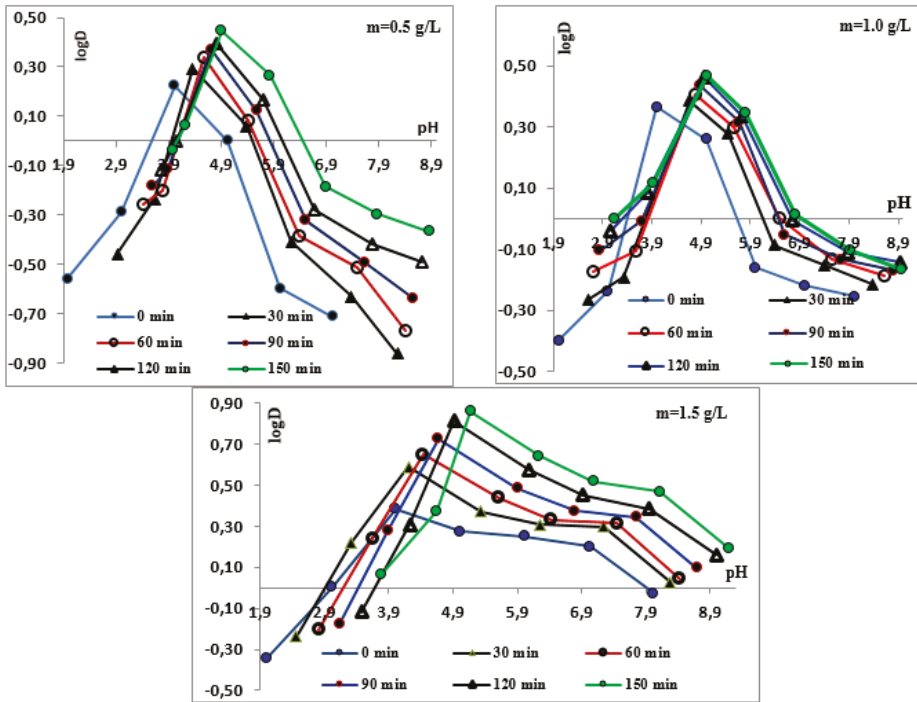 m=0.5 g/L
logD
pH
0,50
0,30
0,10
-0,10
-0,30
-0,50
-0,70
-0,90
1,9 2,9 3,9 4,9 5,9 6,9 7,9 8,9
0 min 30 min
60 min 90 min
120 min 150 min
m=1.0 g/L
logD
pH
0,50
0,30
0,10
-0,10
-0,30
-0,50
1,9 2,9 3,9 4,9 5,9 6,9 7,9 8,9
0 min 30 min
60 min 90 min
120 min 150 min
m=1.5 g/L
logD
pH
0,90
0,70
0,50
0,30
0,10
-0,10
-0,30
-0,50
1,9 2,9 3,9 4,9 5,9 6,9 7,9 8,9
0 min 30 min 60 min
90 min 120 min 150 min